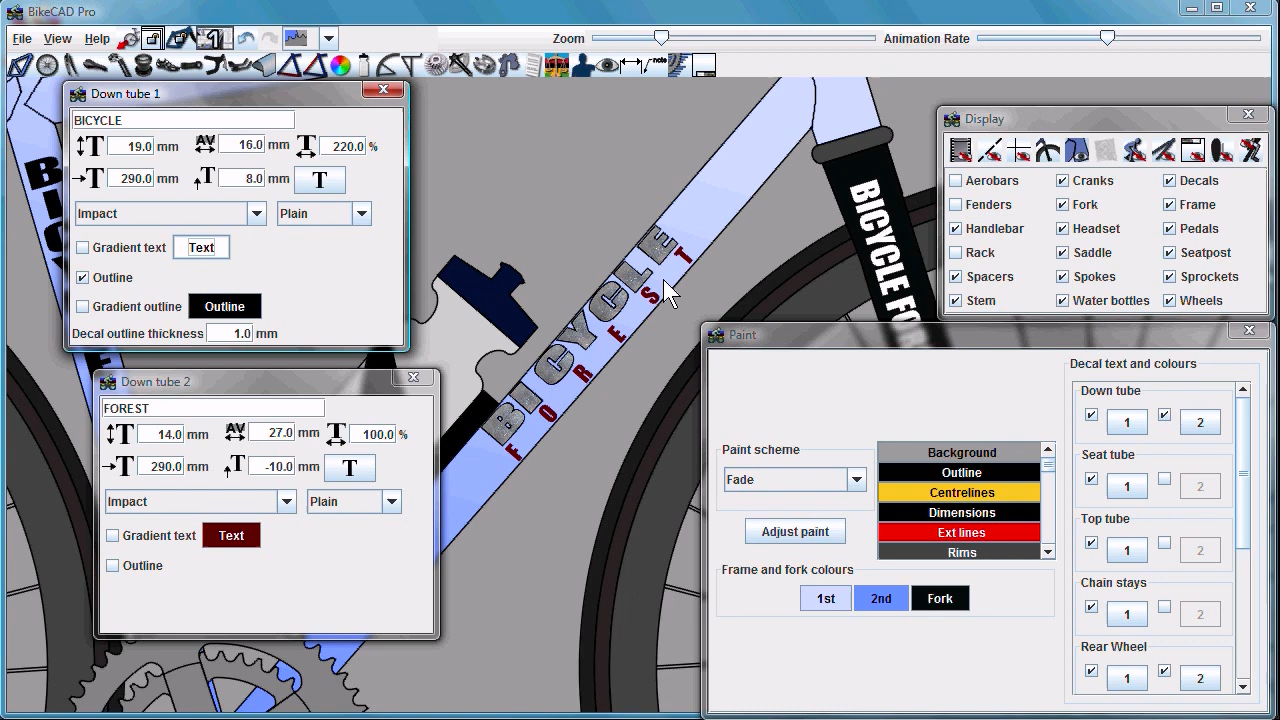 BikeCAD Pro
File View Help
Zoom
Animation Rate
note
Down tube 1
BICYCLE
T 19.0 mm AV 16.0 mm T 220.0 %
T 290.0 mm T 8.0 mm T
Impact Plain
Gradient text Text
Outline
Gradient outline Outline
Decal outline thickness 1.0 mm
Down tube 2
FOREST
T 14.0 mm AV 27.0 mm T 100.0 %
T 290.0 mm T -10.0 mm T
Impact Plain
Gradient text Text
Outline
BICYCLE
FOREST
Display
Aerobars Cranks Decals
Fenders Fork Frame
Handlebar Headset Pedals
Rack Saddle Seatpost
Spacers Spokes Sprockets
Stem Water bottles Wheels
Paint
Paint scheme
Fade
Adjust paint
Background
Outline
Centrelines
Dimensions
Ext lines
Rims
Frame and fork colours
1st 2nd Fork
Decal text and colours
Down tube
1 2
Seat tube
1 2
Top tube
1 2
Chain stays
1 2
Rear Wheel
1 2